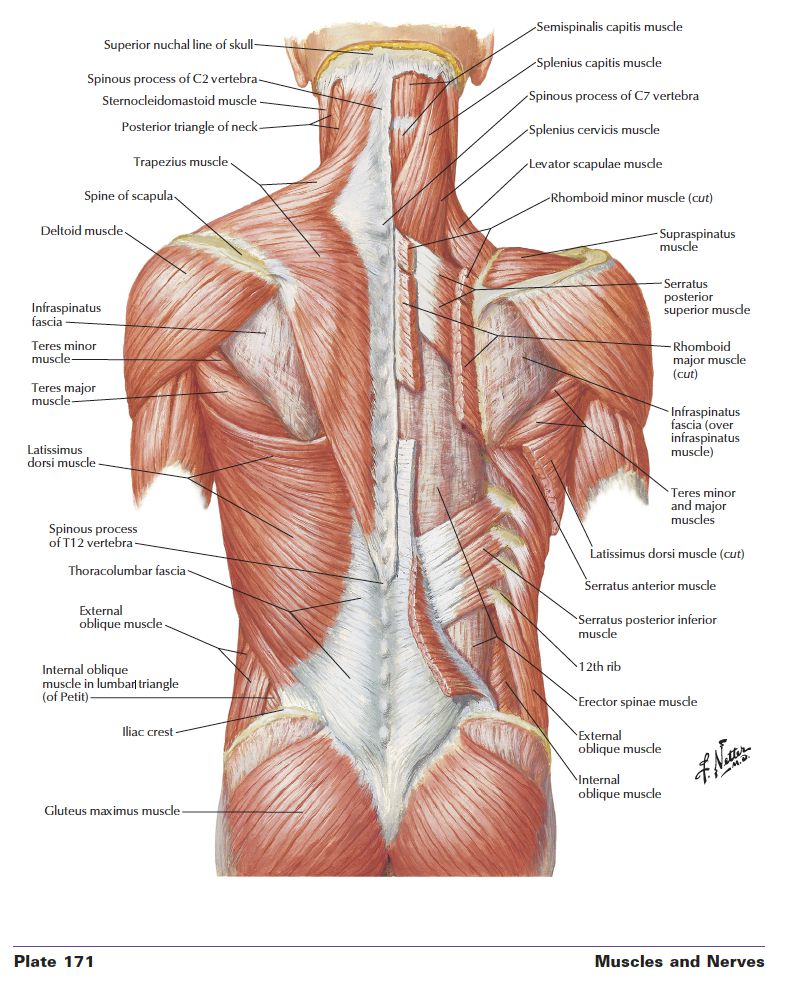 Superior nuchal line of skull
Spinous process of C2 vertebra
Sternocleidomastoid muscle
Posterior triangle of neck
Trapezius muscle
Spine of scapula
Deltoid muscle
Infraspinatus
fascia
Teres minor
muscle
Teres major
muscle
Latissimus
dorsi muscle
Spinous process
of T12 vertebra
Thoracolumbar fascia
External
oblique muscle
Internal oblique
muscle in lumbar triangle
(of Petit)
Iliac crest
Gluteus maximus muscle
Semispinalis capitis muscle
Splenius capitis muscle
Spinous process of C7 vertebra
Splenius cervicis muscle
Levator scapulae muscle
Rhomboid minor muscle (cut)
Supraspinatus
muscle
Serratus
posterior
superior muscle
Rhomboid
major muscle
(cut)
Infraspinatus
fascia (over
infraspinatus
muscle)
Teres minor
and major
muscles
Latissimus dorsi muscle (cut)
Serratus anterior muscle
Serratus posterior inferior
muscle
12th rib
Erector spinae muscle
External
oblique muscle
Internal
oblique muscle
F. Netter
M.D.
Plate 171
Muscles and Nerves